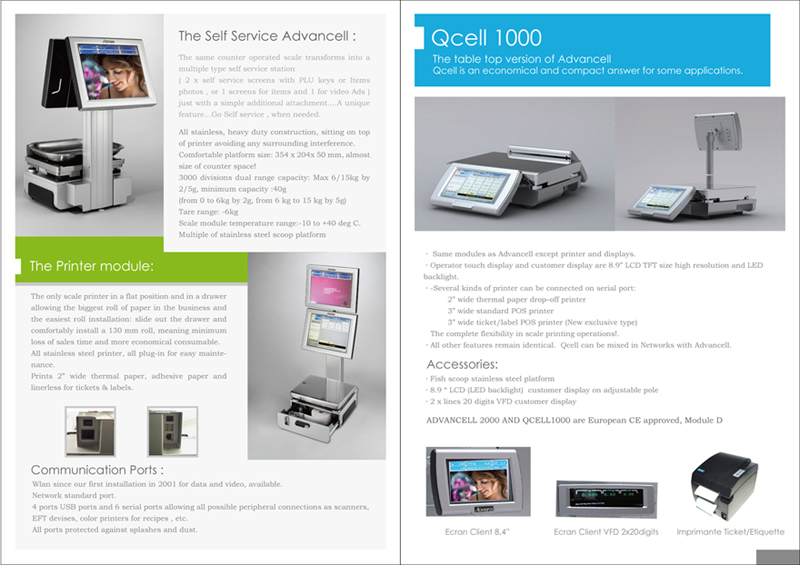 The Self Service Advancell :
The same counter operated scale transforms into a
multiple type self service station
( 2 x self service screens with PLU keys or Items
photos , or 1 screens for items and 1 for video Ads )
just with a simple additional attachment....A unique
feature...Go Self service , when needed.
All stainless, heavy duty construction, sitting on top
of printer avoiding any surrounding interference.
Comfortable platform size: 354 x 204x 50 mm, almost
size of counter space!
3000 divisions dual range capacity: Max 6/15kg by
2/5g, minimum capacity :40g
(from 0 to 6kg by 2g, from 6 kg to 15 kg by 5g)
Tare range: -6kg
Scale module temperature range:-10 to +40 deg C.
Multiple of stainless steel scoop platform
The Printer module:
The only scale printer in a flat position and in a drawer
allowing the biggest roll of paper in the business and
the easiest roll installation: slide out the drawer and
comfortably install a 130 mm roll, meaning minimum
loss of sales time and more economical consumable.
All stainless steel printer, all plug-in for easy mainte-
nance.
Prints 2" wide thermal paper, adhesive paper and
linerless for tickets & labels.
Communication Ports :
Wlan since our first installation in 2001 for data and video, available.
Network standard port.
4 ports USB ports and 6 serial ports allowing all possible peripheral connections as scanners,
EFT devises, color printers for recipes , etc.
All ports protected against splashes and dust.
Qcell 1000
The table top version of Advancell
Qcell is an economical and compact answer for some applications.
· Same modules as Advancell except printer and displays.
· Operator touch display and customer display are 8.9" LCD TFT size high resolution and LED
backlight.
· -Several kinds of printer can be connected on serial port:
2" wide thermal paper drop-off printer
3" wide standard POS printer
3" wide ticket/label POS printer (New exclusive type)
The complete flexibility in scale printing operations!.
· All other features remain identical. Qcell can be mixed in Networks with Advancell.
Accessories:
· Fish scoop stainless steel platform
· 8.9 " LCD (LED backlight) customer display on adjustable pole
· 2 x lines 20 digits VFD customer display
ADVANCELL 2000 AND QCELL1000 are European CE approved, Module D
Ecran Client 8,4"
Ecran Client VFD 2x20digits
Imprimante Ticket/Etiquette